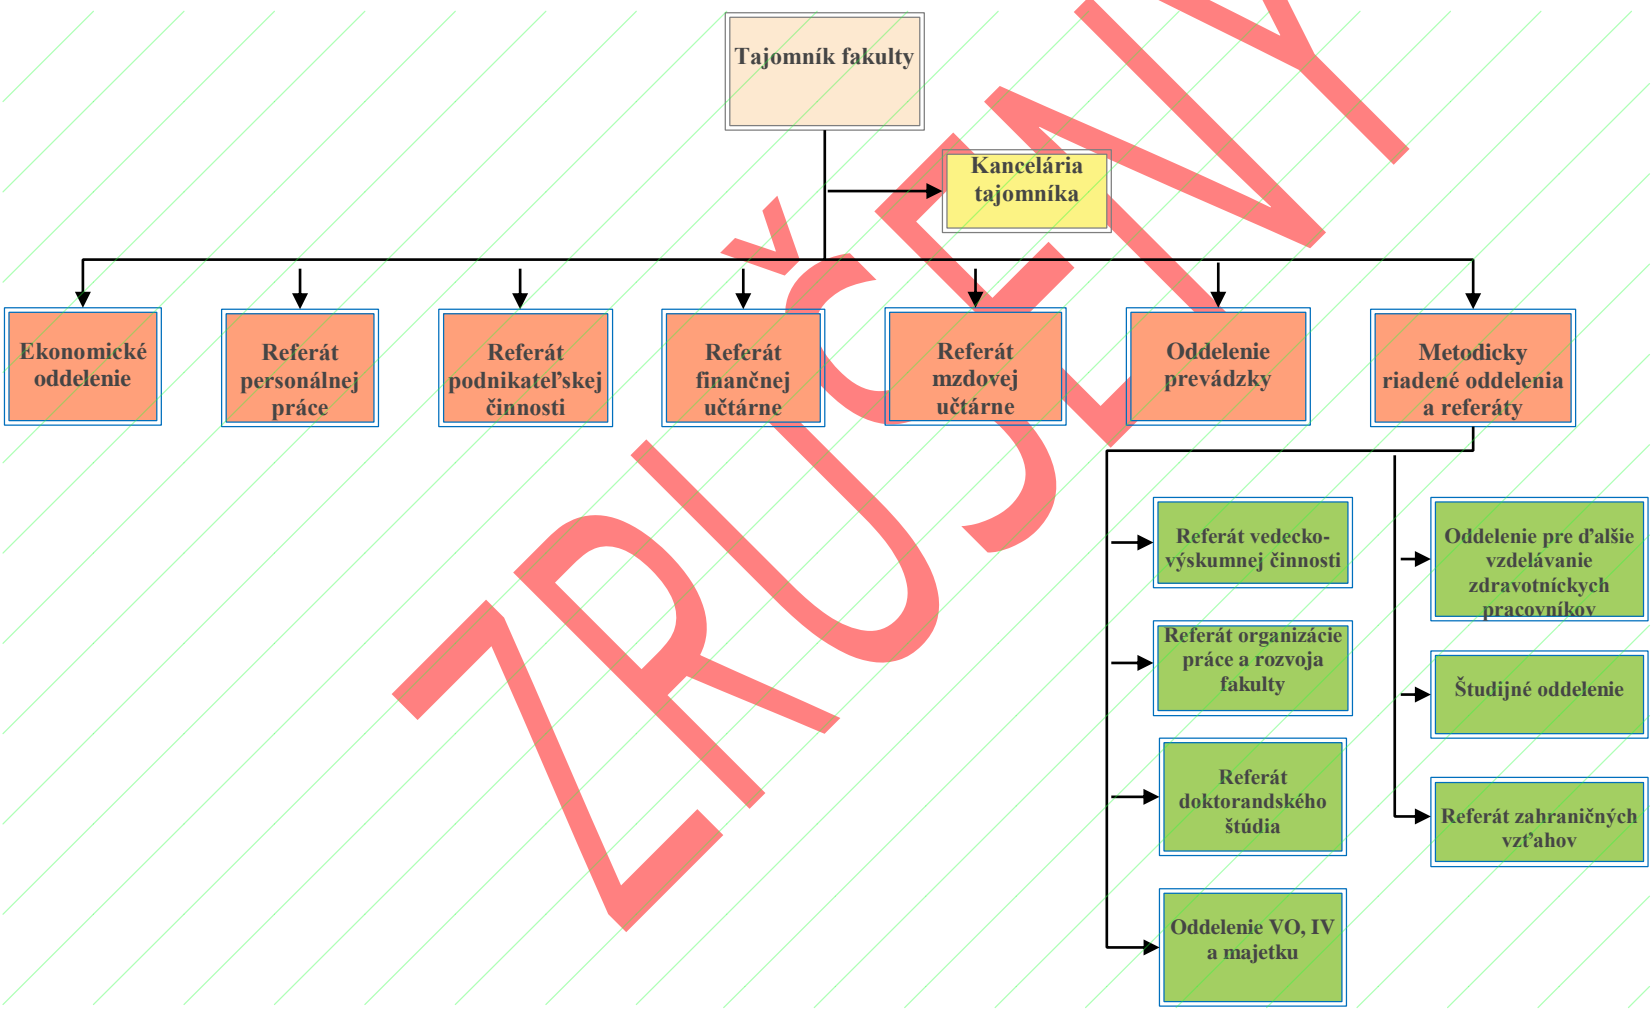 Tajomník fakulty
Kancelária
tajomníka
Ekonomické
oddelenie
Referát
personálnej
práce
Referát
podnikateľskej
činnosti
Referát
finančnej
učtárne
Referát
mzdovej
učtárne
Oddelenie
prevádzky
Metodicky
riadené oddelenia
a referáty
Referát vedecko-
výskumnej činnosti
Referát organizácie
práce a rozvoja
fakulty
Referát
doktorandského
štúdia
Oddelenie VO, IV
a majetku
Oddelenie pre ďalšie
vzdelávanie
zdravotníckych
pracovníkov
Študijné oddelenie
Referát zahraničných
vzťahov
ZRUŠENÝ